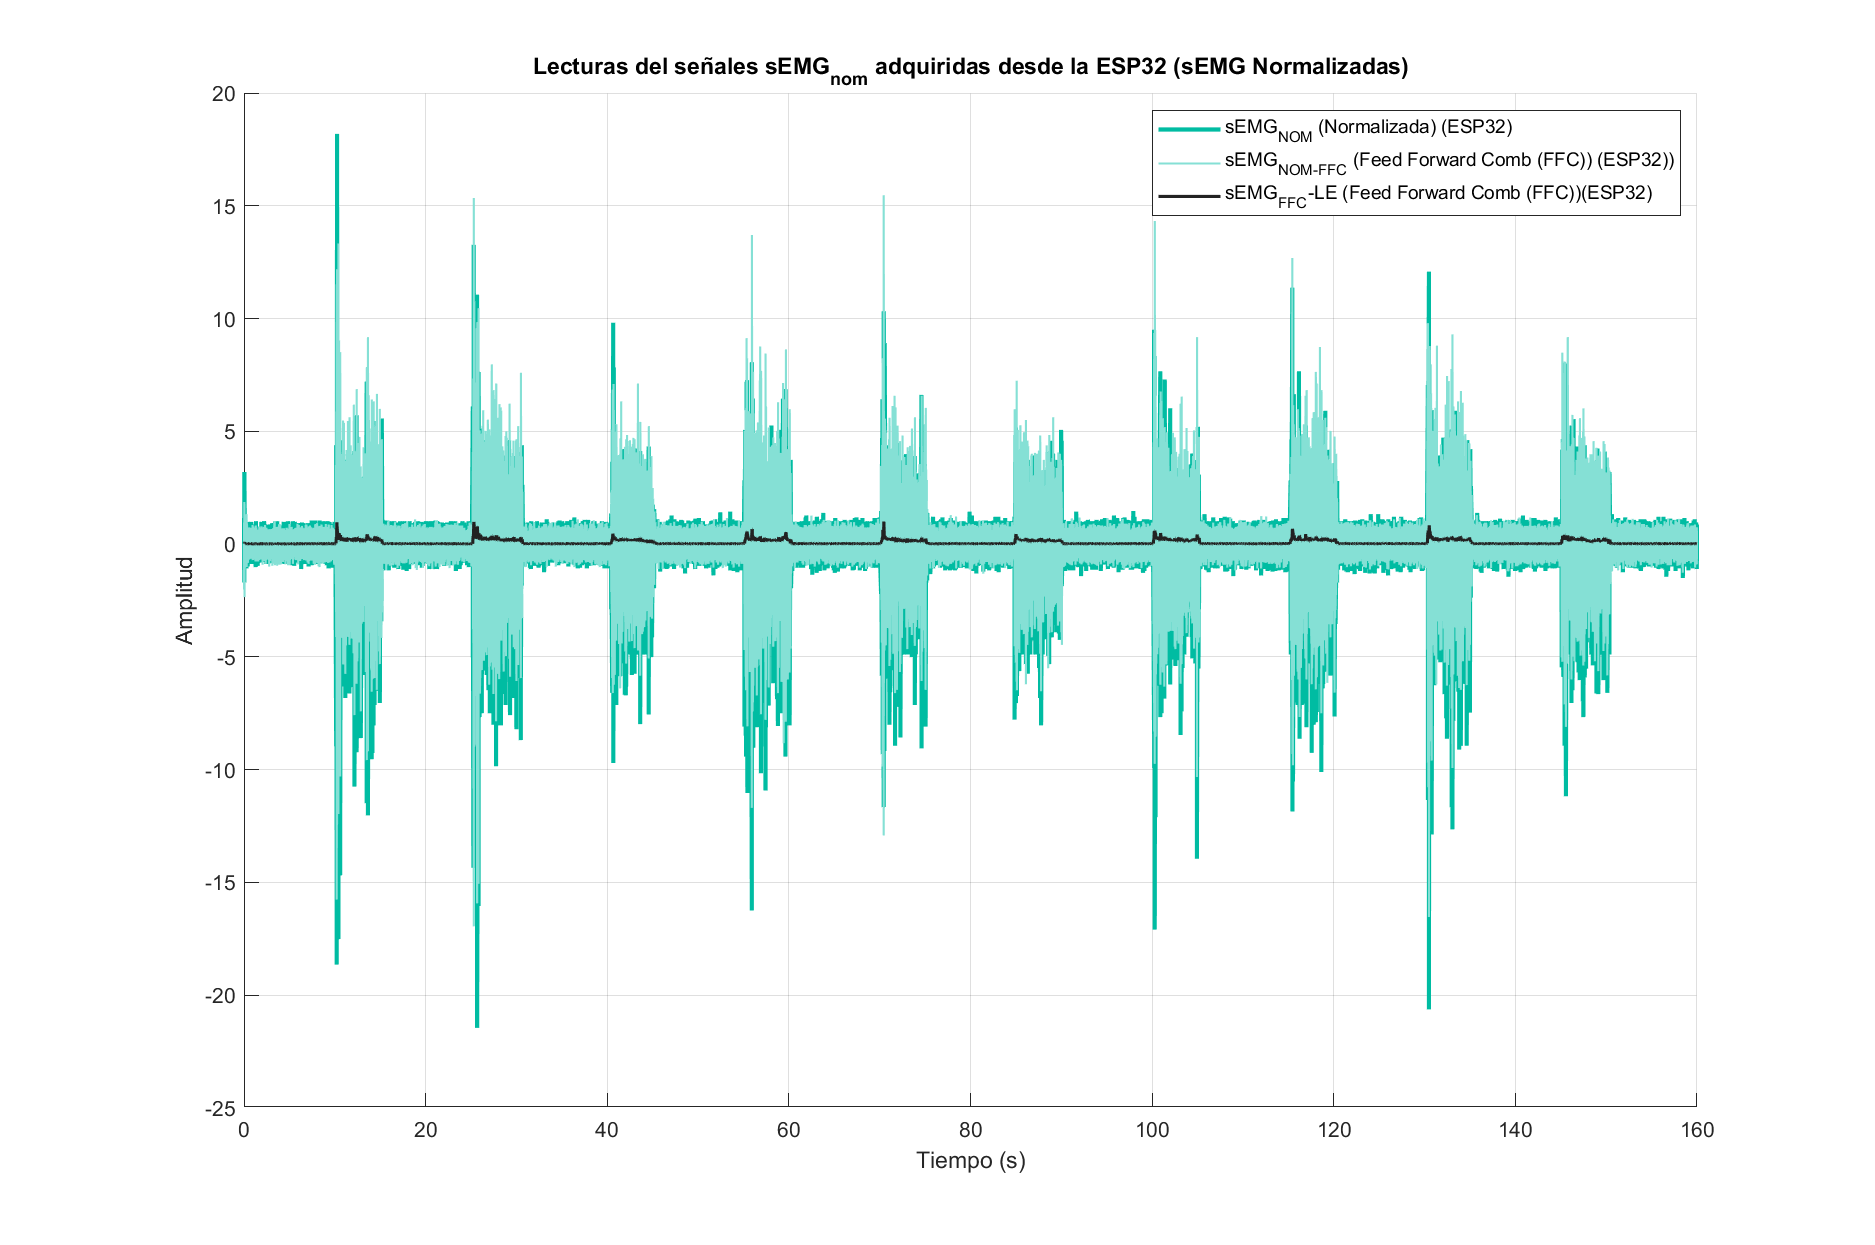 Lecturas del señales sEMGnom adquiridas desde la ESP32 (sEMG Normalizadas)
sEMGNOM (Normalizada) (ESP32)
sEMGNOM-FFC (Feed Forward Comb (FFC)) (ESP32))
sEMGFFC-LE (Feed Forward Comb (FFC))(ESP32)
20
15
10
5
0
-5
-10
-15
-20
-25
Amplitud
0 20 40 60 80 100 120 140 160
Tiempo (s)